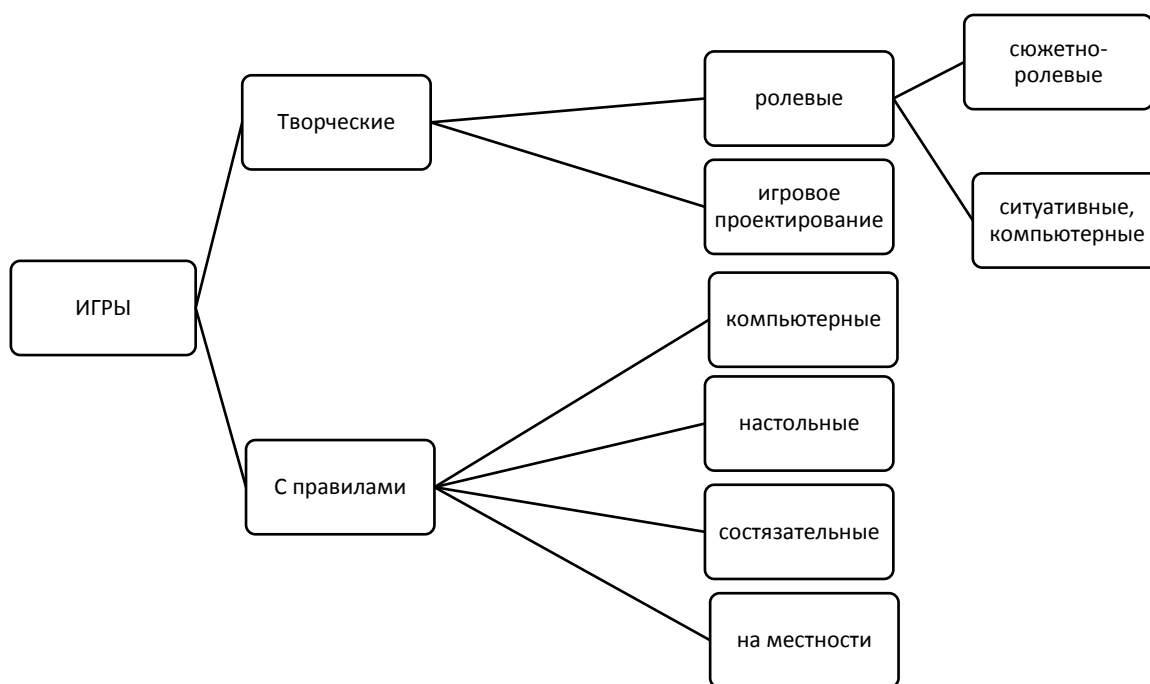 сюжетно-
ролевые
ролевые
Творческие
игровое
проектирование
ситуативные,
компьютерные
ИГРЫ
компьютерные
настольные
С правилами
состязательные
на местности